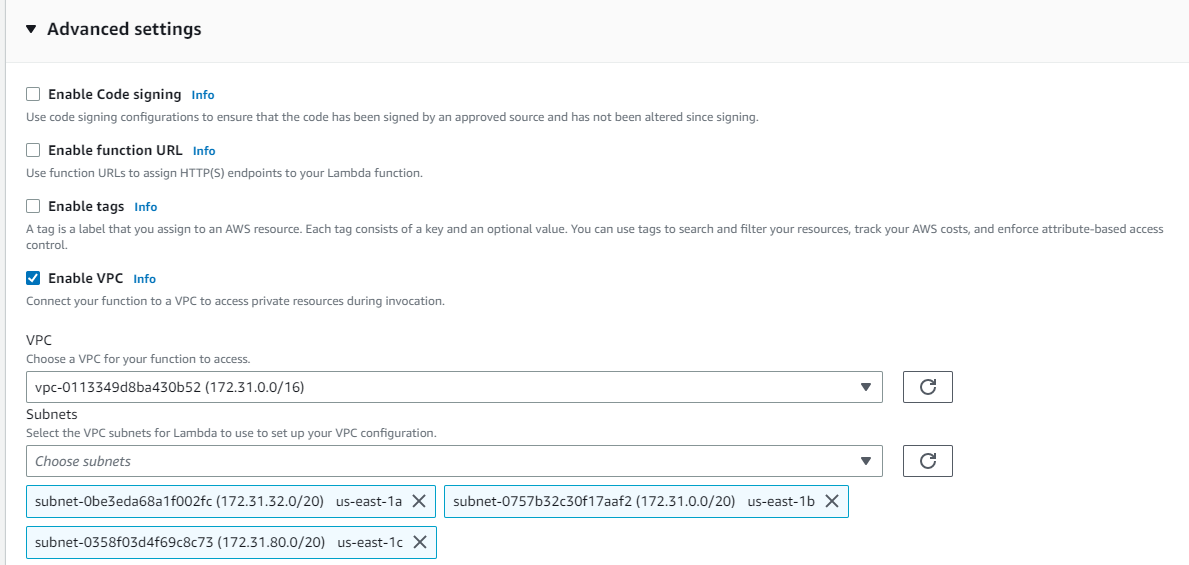 Advanced settings
Enable Code signing Info
Use code signing configurations to ensure that the code has been signed by an approved source and has not been altered since signing.
Enable function URL Info
Use function URLs to assign HTTP(S) endpoints to your Lambda function.
Enable tags Info
A tag is a label that you assign to an AWS resource. Each tag consists of a key and an optional value. You can use tags to search and filter your resources, track your AWS costs, and enforce attribute-based access
control.
Enable VPC Info
Connect your function to a VPC to access private resources during invocation.
VPC
Choose a VPC for your function to access.
vpc-0113349d8ba430b52 (172.31.0.0/16)
Subnets
Select the VPC subnets for Lambda to use to set up your VPC configuration.
Choose subnets
subnet-0be3eda68a1f002fc (172.31.32.0/20) us-east-1a subnet-0757b32c30f17aaf2 (172.31.0.0/20) us-east-1b
subnet-0358f03d4f69c8c73 (172.31.80.0/20) us-east-1c